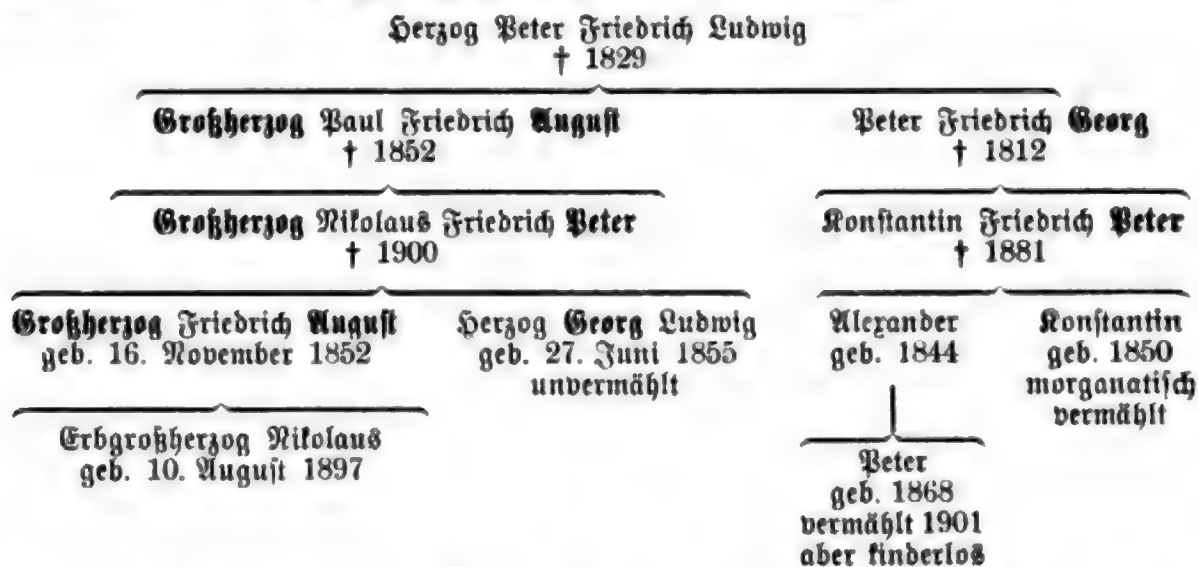 Herzog Peter Friedrich Ludwig
† 1829
Großherzog Paul Friedrich August
† 1852
Peter Friedrich Georg
† 1812
Großherzog Nikolaus Friedrich Peter
† 1900
Konstantin Friedrich Peter
† 1881
Großherzog Friedrich August
geb. 16. November 1852
Herzog Georg Ludwig
geb. 27. Juni 1855
unvermählt
Alexander
geb. 1844
Konstantin
geb. 1850
morganatisch
vermählt
Erbgroßherzog Nikolaus
geb. 10. August 1897
Peter
geb. 1868
vermählt 1901
aber kinderlos